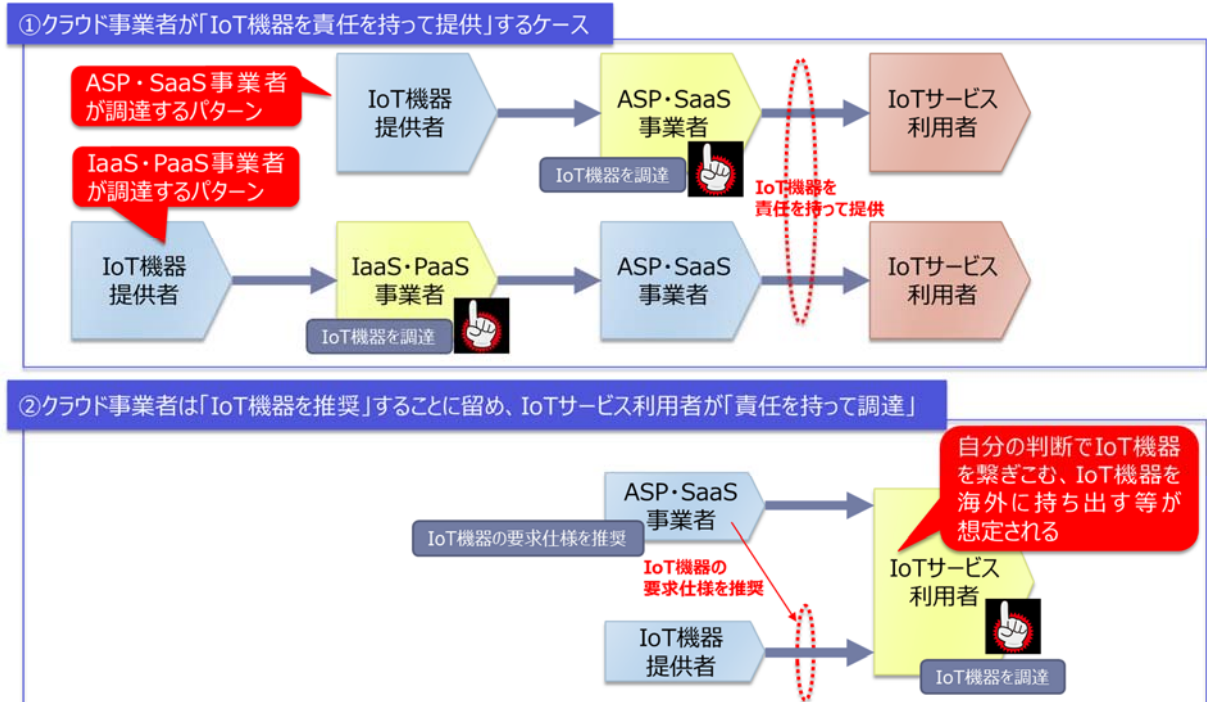 ①クラウド事業者が「IoT機器を責任を持って提供」するケース
ASP・SaaS事業者
が調達するパターン
IoT機器
提供者
ASP・SaaS
事業者
IoT機器を調達
IoTサービス
利用者
IoT機器を
責任を持って提供
IaaS・PaaS事業者
が調達するパターン
IoT機器
提供者
IaaS・PaaS
事業者
IoT機器を調達
ASP・SaaS
事業者
IoTサービス
利用者
②クラウド事業者は「IoT機器を推奨」することに留め、IoTサービス利用者が「責任を持って調達」
ASP・SaaS
事業者
IoT機器の要求仕様を推奨
IoT機器の
要求仕様を推奨
IoT機器
提供者
自分の判断でIoT機器
を繋ぎこむ、IoT機器を
海外に持ち出す等が
想定される
IoTサービス
利用者
IoT機器を調達